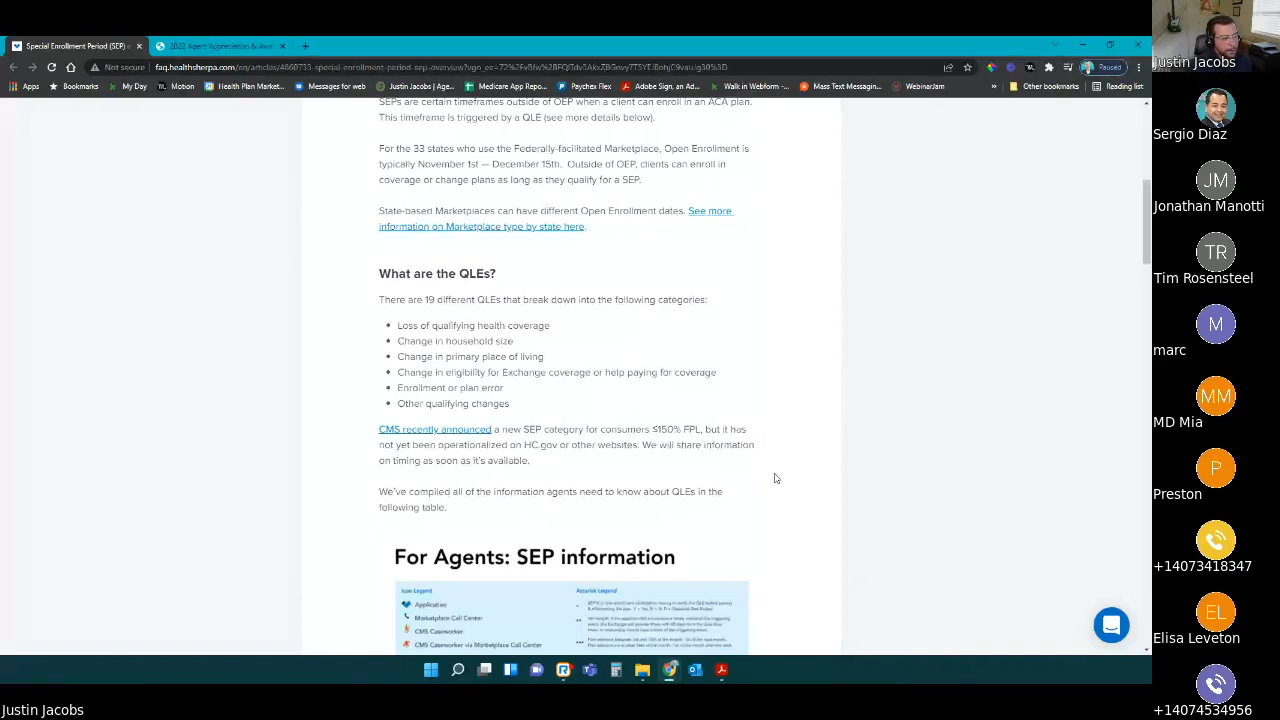 Special Enrollment Period (SEP)
2022 Agent Appreciation & Awa
Not secure
Paused
Apps
Bookmarks
My Day
Motion
Health Plan Market...
Messages for web
Justin Jacobs | Age...
Medicare App Repo...
Paychex Flex
Adobe Sign, an Ad...
Mass Text Messagin...
Walk in Webform -...
WebinarJam
»
Other bookmarks
Reading list
SEPs are certain timeframes outside of OEP when a client can enroll in an ACA plan.
This timeframe is triggered by a QLE (see more details below).
For the 33 states who use the Federally-facilitated Marketplace, Open Enrollment is
typically November 1st — December 15th. Outside of OEP, clients can enroll in
coverage or change plans as long as they qualify for a SEP.
State-based Marketplaces can have different Open Enrollment dates. See more
information on Marketplace type by state here.
What are the QLEs?
There are 19 different QLEs that break down into the following categories:
Loss of qualifying health coverage
Change in household size
Change in primary place of living
Change in eligibility for Exchange coverage or help paying for coverage
Enrollment or plan error
Other qualifying changes
CMS recently announced a new SEP category for consumers ≤150% FPL, but it has
not yet been operationalized on HC.gov or other websites. We will share information
on timing as soon as it's available.
We've compiled all of the information agents need to know about QLEs in the
following table.
For Agents: SEP information
Icon Legend
Asterisk Legend
Application
Marketplace Call Center
CMS Caseworker
CMS Caseworker via Marketplace Call Center
Justin Jacobs
Sergio Diaz
JM
Jonathan Manotti
TR
Tim Rosensteel
M
marc
MM
MD Mia
P
Preston
+14073418347
EL
Elisa Leveton
+14074534956
Justin Jacobs